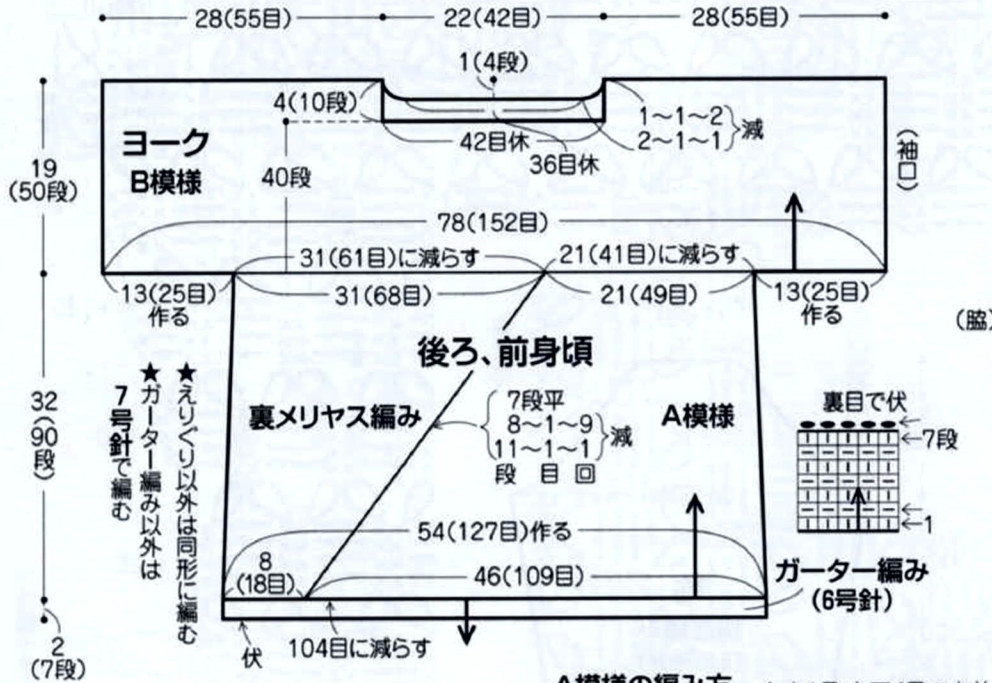 28(55目)
22(42目)
28(55目)
1(4段)
4(10段)
1〜1〜2
2〜1〜1
減
42目休
36目休
ヨーク
B模様
40段
(袖口)
19
(50段)
78(152目)
31(61目)に減らす
21(41目)に減らす
13(25目)
作る
31(68目)
21(49目)
13(25目)
作る
(脇)
後ろ、前身頃
32
(90段)
★えりぐり以外は同形に編む
★ガーター編み以外は
7号針で編む
裏メリヤス編み
7段平
8〜1〜9
11〜1〜1
減
段 目 回
A模様
裏目で伏
7段
1
54(127目)作る
8
(18目)
46(109目)
ガーター編み
(6号針)
2
(7段)
伏
104目に減らす
A模様の編み方